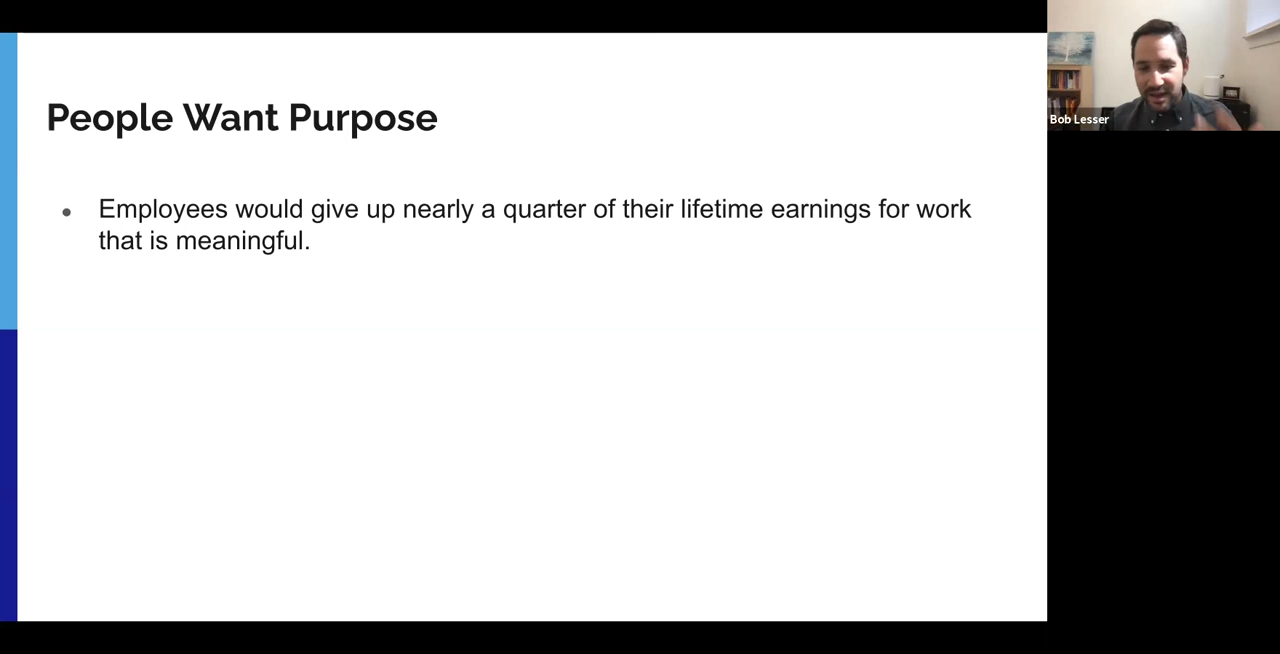 People Want Purpose
● Employees would give up nearly a quarter of their lifetime earnings for work
that is meaningful.
Bob Lesser